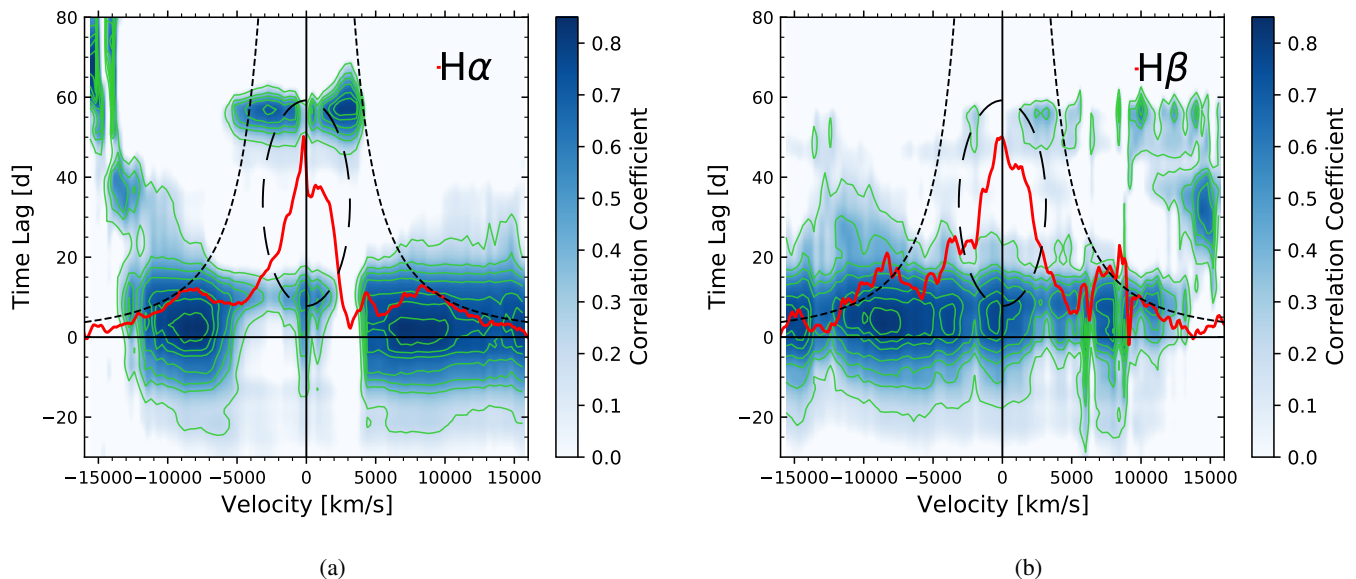 80
60
40
20
0
−20
Time Lag [d]
−15000 −10000 −5000 0 5000 10000 15000
Velocity [km/s]
Hα
0.8
0.7
0.6
0.5
0.4
0.3
0.2
0.1
0.0
Correlation Coefficient
(a)
80
60
40
20
0
−20
Time Lag [d]
−15000 −10000 −5000 0 5000 10000 15000
Velocity [km/s]
Hβ
0.8
0.7
0.6
0.5
0.4
0.3
0.2
0.1
0.0
Correlation Coefficient
(b)